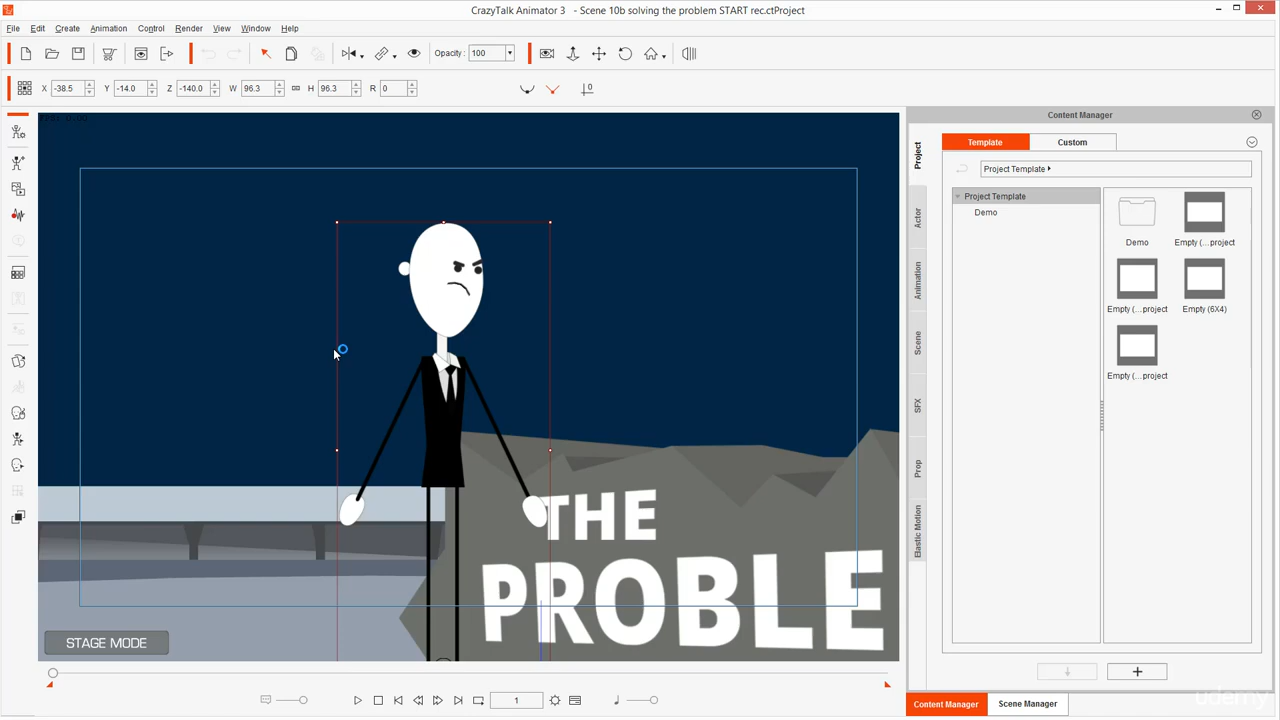 CrazyTalk Animator 3 - Scene 10b solving the problem START rec.ctProject
File Edit Create Animation Control Render View Window Help
Opacity : 100
X -38.5 Y -14.0 Z -140.0 W 96.3 H 96.3 R 0
Content Manager
Template Custom
Project Template
Project Template
Demo
Demo
Empty (...project
Empty (...project
Empty (6X4)
Empty (...project
Project
Actor
Animation
Scene
SFX
Prop
Elastic Motion
THE
PROBLE
STAGE MODE
1
Content Manager Scene Manager
udemy